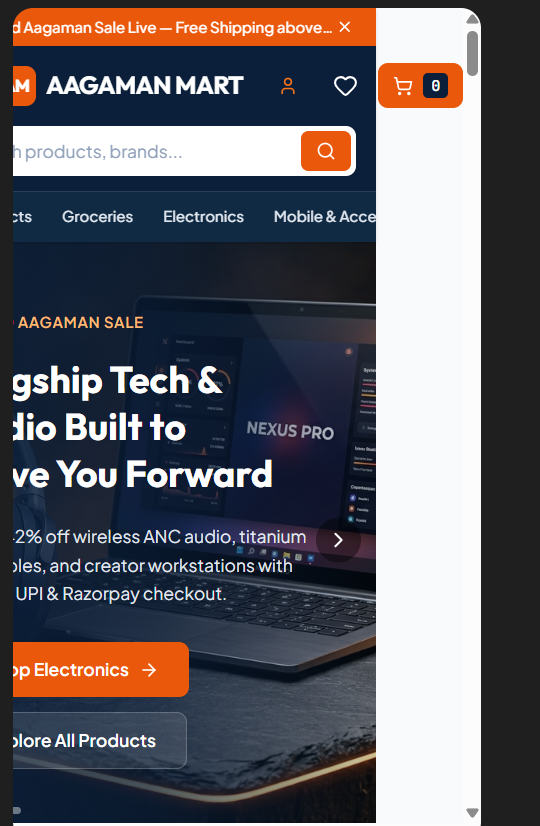 d Aagaman Sale Live — Free Shipping above...
AM AAGAMAN MART
0
h products, brands...
cts Groceries Electronics Mobile & Acce
AAGAMAN SALE
gship Tech &
dio Built to
ve You Forward
NEXUS PRO
-2% off wireless ANC audio, titanium
bles, and creator workstations with
UPI & Razorpay checkout.
op Electronics
plore All Products